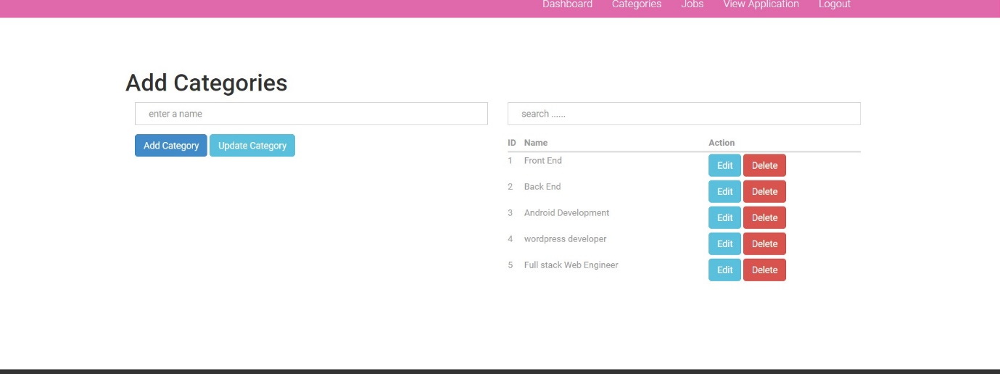 Dashboard Categories Jobs View Application Logout
Add Categories
enter a name
Add Category Update Category
search ......
ID Name Action
1 Front End Edit Delete
2 Back End Edit Delete
3 Android Development Edit Delete
4 wordpress developer Edit Delete
5 Full stack Web Engineer Edit Delete